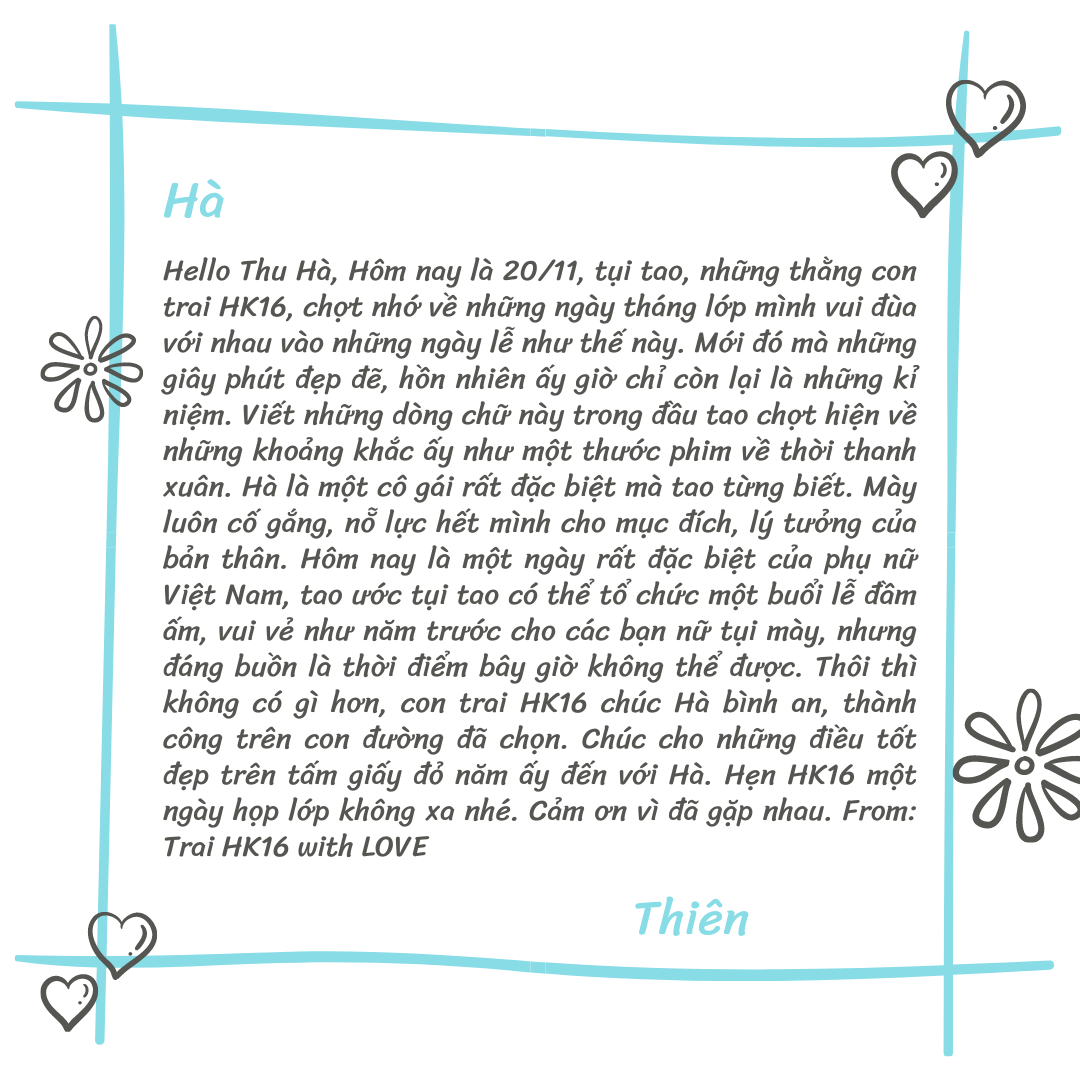 Hà
Hello Thu Hà, Hôm nay là 20/11, tụi tao, những thằng con
trai HK16, chợt nhớ về những ngày tháng lớp mình vui đùa
với nhau vào những ngày lễ như thế này. Mới đó mà những
giây phút đẹp đẽ, hồn nhiên ấy giờ chỉ còn lại là những kỉ
niệm. Viết những dòng chữ này trong đầu tao chợt hiện về
những khoảng khắc ấy như một thước phim về thời thanh
xuân. Hà là một cô gái rất đặc biệt mà tao từng biết. Mày
luôn cố gắng, nỗ lực hết mình cho mục đích, lý tưởng của
bản thân. Hôm nay là một ngày rất đặc biệt của phụ nữ
Việt Nam, tao ước tụi tao có thể tổ chức một buổi lễ đầm
ấm, vui vẻ như năm trước cho các bạn nữ tụi mày, nhưng
đáng buồn là thời điểm bây giờ không thể được. Thôi thì
không có gì hơn, con trai HK16 chúc Hà bình an, thành
công trên con đường đã chọn. Chúc cho những điều tốt
đẹp trên tấm giấy đỏ năm ấy đến với Hà. Hẹn HK16 một
ngày họp lớp không xa nhé. Cảm ơn vì đã gặp nhau. From:
Trai HK16 with LOVE
Thiên